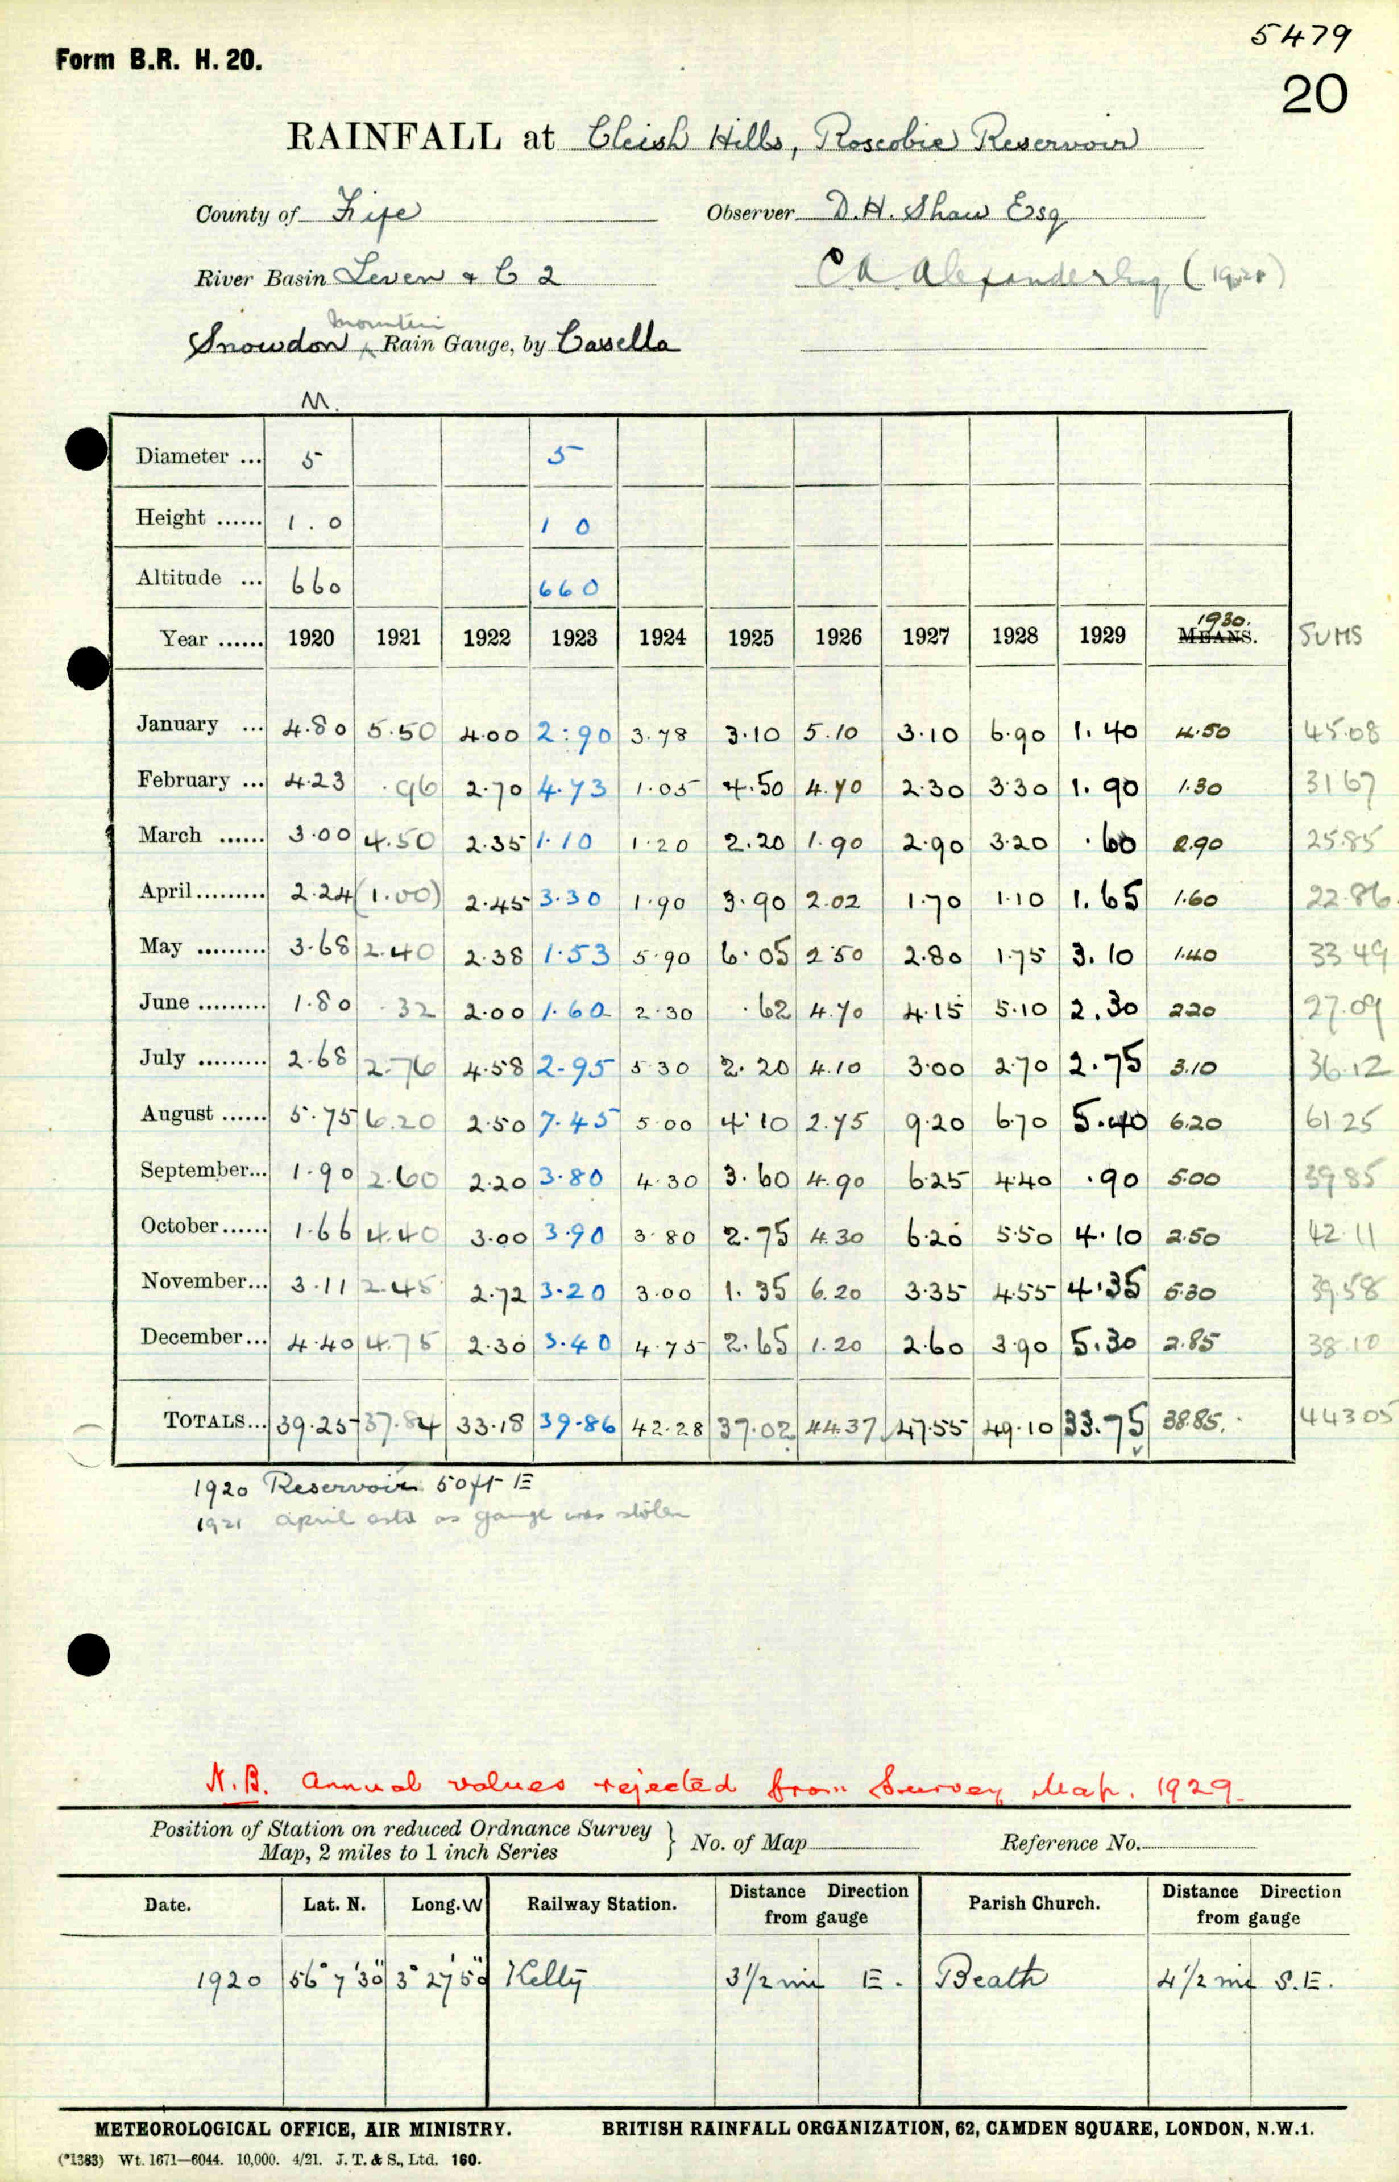 5479
Form B.R. H. 20.
20
RAINFALL at Cleish Hills, Roscobie Reservoir
County of Fife Observer D.H. Shaw Esq
River Basin Leven & C 2 C.A. Alexander Esq (1928)
Mountain
Snowdon ^ Rain Gauge, by Casella
M.
Diameter ... 5 5
Height ...... 1.0 1 0
Altitude ... 660 660
1930.
Year ...... 1920 1921 1922 1923 1924 1925 1926 1927 1928 1929 MEANS. SUMS
January ... 4.80 5.50 4.00 2.90 3.78 3.10 5.10 3.10 6.90 1.40 4.50 45.08
February ... 4.23 .96 2.70 4.73 1.05 4.50 4.70 2.30 3.30 1.90 1.30 31 67
March ...... 3.00 4.50 2.35 1.10 1.20 2.20 1.90 2.90 3.20 .60 2.90 25.85
April......... 2.24 (1.00) 2.45 3.30 1.90 3.90 2.02 1.70 1.10 1.65 1.60 22.86
May ......... 3.68 2.40 2.38 1.53 5.90 6.05 2 50 2.80 1.75 3.10 1.40 33 49
June ......... 1.80 .32 2.00 1.60 2.30 .62 4.70 4.15 5.10 2.30 2.20 27.09
July ......... 2.68 2.76 4.58 2.95 5 30 2.20 4.10 3.00 2.70 2.75 3.10 36.12
August ...... 5.75 6.20 2.50 7.45 5 00 4.10 2.75 9.20 6.70 5.40 6.20 61 25
September... 1.90 2.60 2.20 3.80 4.30 3.60 4.90 6.25 4.40 .90 5.00 39 85
October...... 1.66 4.40 3.00 3.90 3.80 2.75 4.30 6.20 5.50 4.10 2.50 42.11
November... 3.11 2.45 2.72 3.20 3.00 1.35 6.20 3.35 4.55 4.35 5.30 39.58
December... 4.40 4.75 2.30 3.40 4.75 2.65 1.20 2.60 3.90 5.30 2.85 38.10
TOTALS... 39.25 37.84 33.18 39.86 42.28 37.02 44.37 47.55 49.10 33.75 38.85. 443.05
1920 Reservoir 50ft E
1921 April estd as gauge was stolen
N.B. Annual values rejected from Survey Map. 1929.
Position of Station on reduced Ordnance Survey
Map, 2 miles to 1 inch Series } No. of Map Reference No.
Date. Lat. N. Long. W Railway Station. Distance Direction from gauge Parish Church. Distance Direction from gauge
1920 56° 7' 30" 3° 27' 50" Kelty 3 1/2 mi E. Beath 4 1/2 mi S.E.
METEOROLOGICAL OFFICE, AIR MINISTRY. BRITISH RAINFALL ORGANIZATION, 62, CAMDEN SQUARE, LONDON, N.W.1.
(*1383) Wt. 1671—6044. 10,000. 4/21. J. T. & S., Ltd. 160.